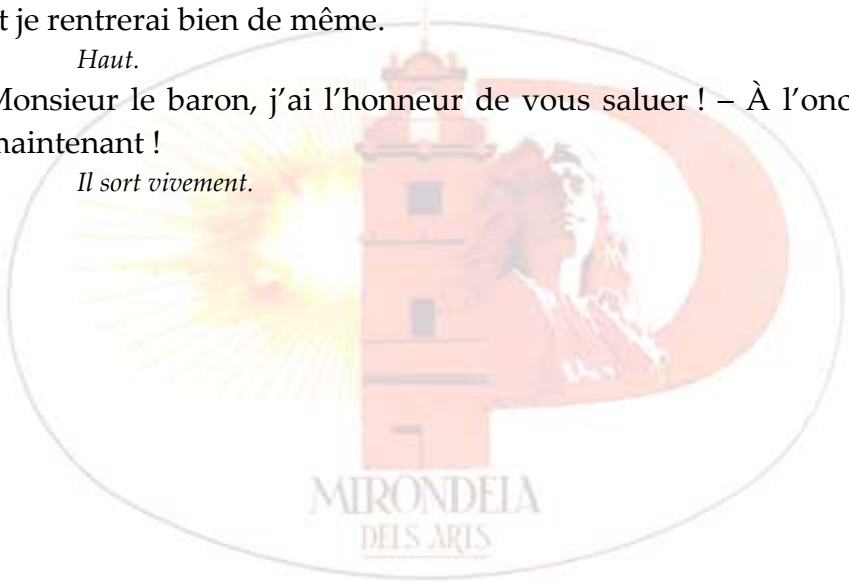 t je rentrerai bien de même.
Haut.
Monsieur le baron, j'ai l'honneur de vous saluer ! – À l'onc
maintenant !
Il sort vivement.
MIRONDELA
DELS ARTS